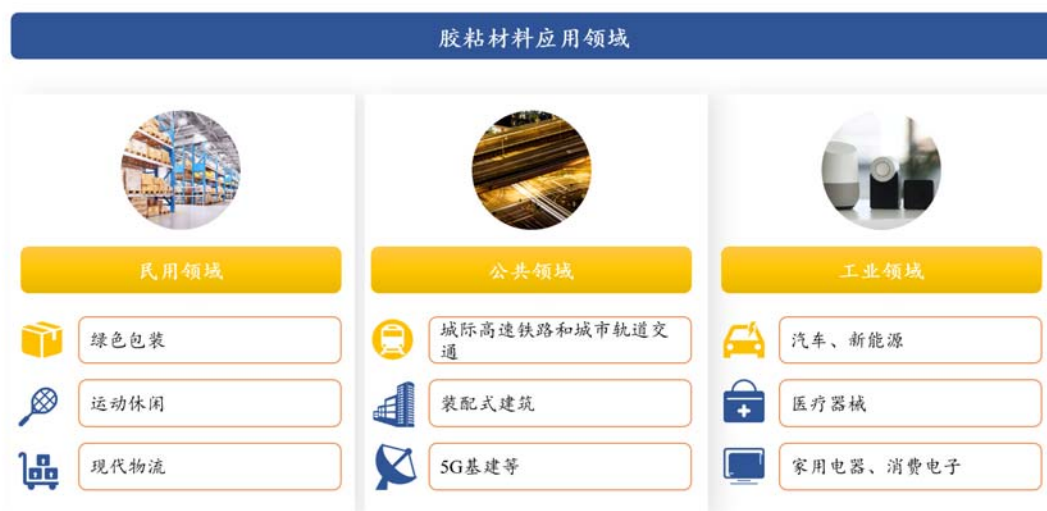 胶粘材料应用领域
民用领域
绿色包装
运动休闲
现代物流
公共领域
城际高速铁路和城市轨道交
通
装配式建筑
5G基建等
工业领域
汽车、新能源
医疗器械
家用电器、消费电子